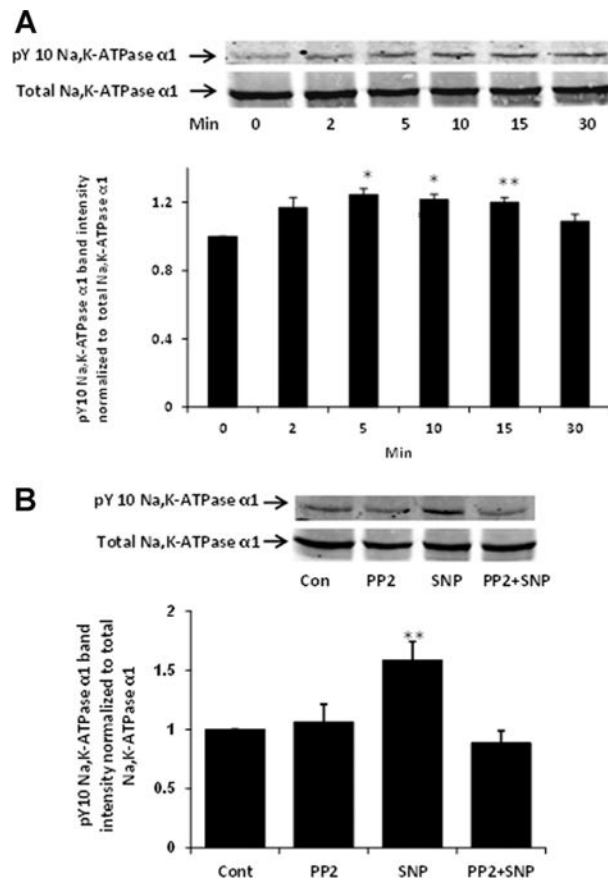 A
pY 10 Na,K-ATPase α1
Total Na,K-ATPase α1
Min 0 2 5 10 15 30
pY10 Na,K-ATPase α1 band intensity
normalized to total Na,K-ATPase α1
1.2
0.8
0.4
0
* * **
0 2 5 10 15 30
Min
B
pY 10 Na,K-ATPase α1
Total Na,K-ATPase α1
Con PP2 SNP PP2+SNP
pY10 Na,K-ATPase α1 band
intensity normalized to total
Na,K-ATPase α1
2
1.5
1
0.5
0
**
Cont PP2 SNP PP2+SNP